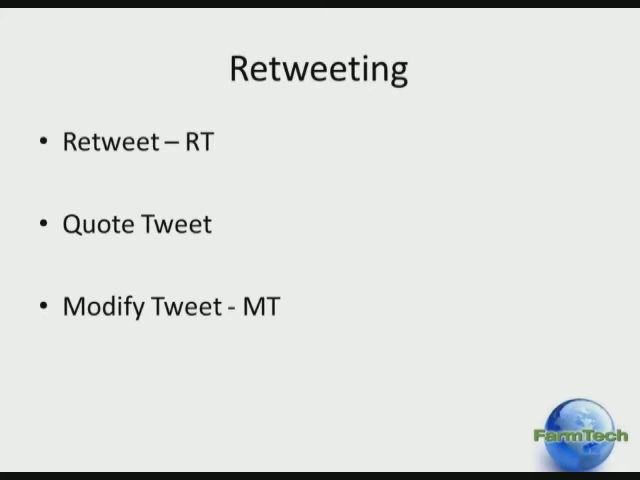 Retweeting
• Retweet – RT
• Quote Tweet
• Modify Tweet - MT
FarmTech